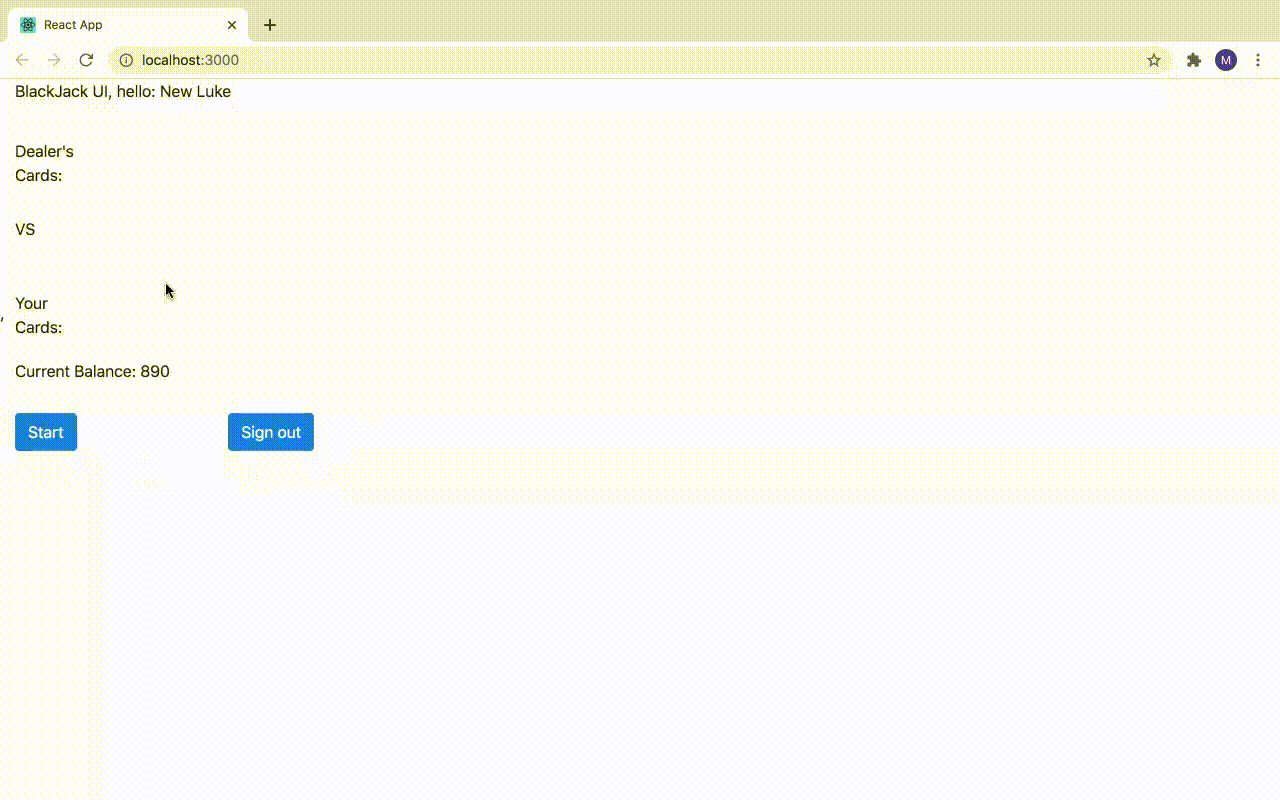 React App
localhost:3000
M
BlackJack UI, hello: New Luke
Dealer's
Cards:
VS
Your
Cards:
,
Current Balance: 890
Start
Sign out